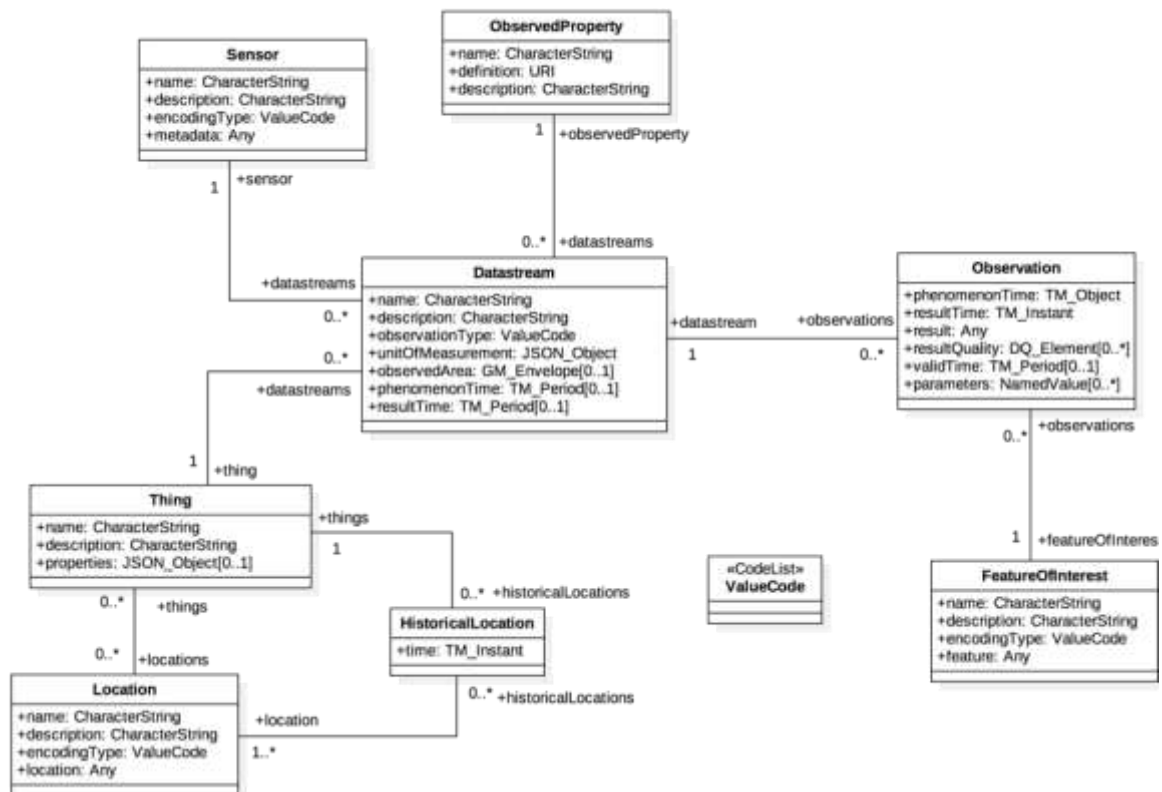 ObservedProperty
+name: CharacterString
+definition: URI
+description: CharacterString
Sensor
+name: CharacterString
+description: CharacterString
+encodingType: ValueCode
+metadata: Any
1
+observedProperty
1
+sensor
0..*
+datastreams
+datastreams
0..*
Datastream
+name: CharacterString
+description: CharacterString
+observationType: ValueCode
+unitOfMeasurement: JSON_Object
+observedArea: GM_Envelope[0..1]
+phenomenonTime: TM_Period[0..1]
+resultTime: TM_Period[0..1]
+datastream
1
+observations
0..*
Observation
+phenomenonTime: TM_Object
+resultTime: TM_Instant
+result: Any
+resultQuality: DQ_Element[0..*]
+validTime: TM_Period[0..1]
+parameters: NamedValue[0..*]
0..*
+datastreams
0..*
+observations
1
+thing
Thing
+name: CharacterString
+description: CharacterString
+properties: JSON_Object[0..1]
+things
1
0..*
+historicalLocations
1
+featureOfInteres
«CodeList»
ValueCode
FeatureOfInterest
+name: CharacterString
+description: CharacterString
+encodingType: ValueCode
+feature: Any
0..*
+things
HistoricalLocation
+time: TM_Instant
0..*
+locations
0..*
+historicalLocations
Location
+name: CharacterString
+description: CharacterString
+encodingType: ValueCode
+location: Any
+location
1..*